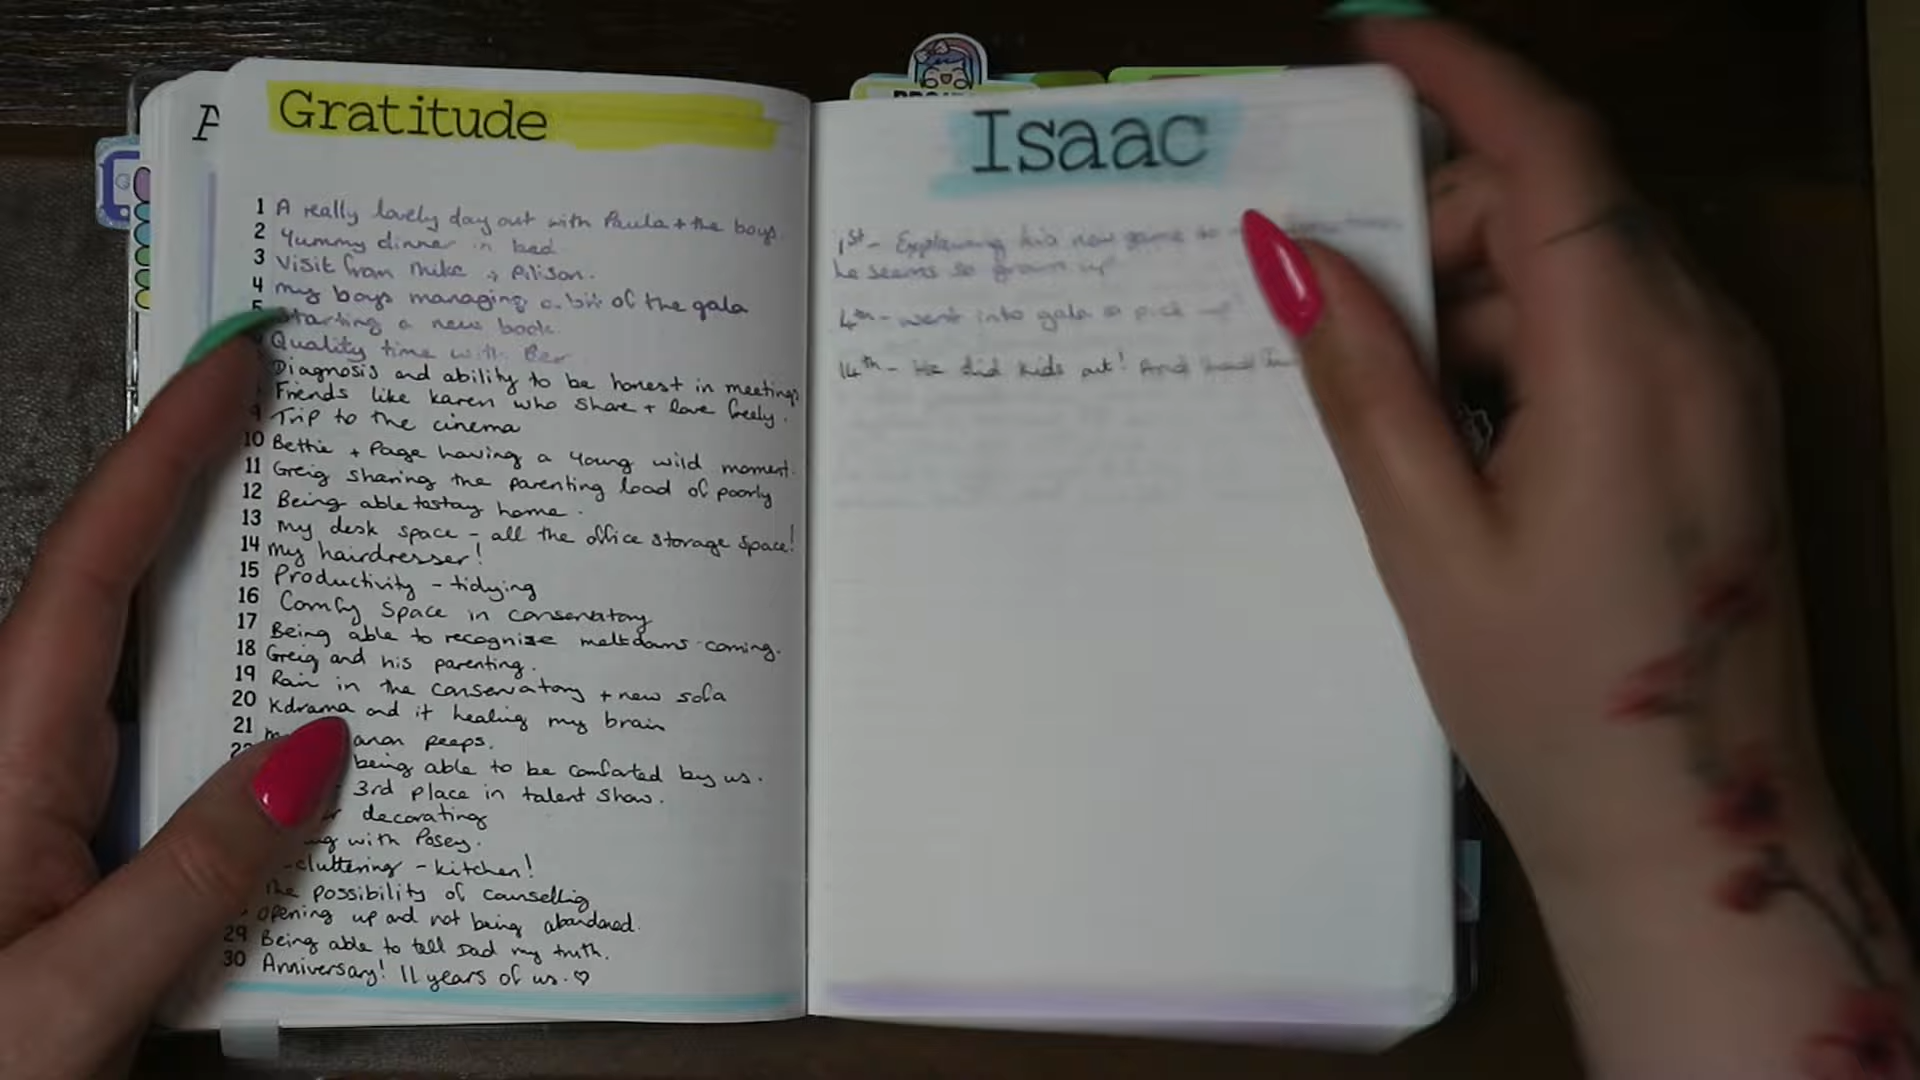 A
Gratitude
1 A really lovely day out with Paula + the boys
2 Yummy dinner in bed
3 Visit from Mike +
4 My boys managing a bit of the gala
5 Starting a new book.
Quality time with
Diagnosis and ability to be honest in meetings
Friends like Karen who share + love freely.
9 Trip to the cinema
10 Bettie + Paige having a young wild moment.
11 Greig sharing the parenting load of poorly
12 Being able to stay home.
13 My desk space - all the office storage space!
14 My hairdresser!
15 Productivity - tidying
16 Comfy space in conservatory
17 Being able to recognise meltdowns coming.
18 Greig and his parenting.
19 Rain in the conservatory + new sofa
20 Kdrama and it healing my brain
21 peeps.
22 being able to be comforted by us.
3rd place in talent show.
decorating
with Posey.
-cluttering - kitchen!
the possibility of counselling
opening up and not being abandoned.
29 Being able to tell Dad my truth.
30 Anniversary! 11 years of us. ♡
Isaac
1st - Explaining his new game to
he seems so grown up
4th - went into gala
14th - He did kids out! And